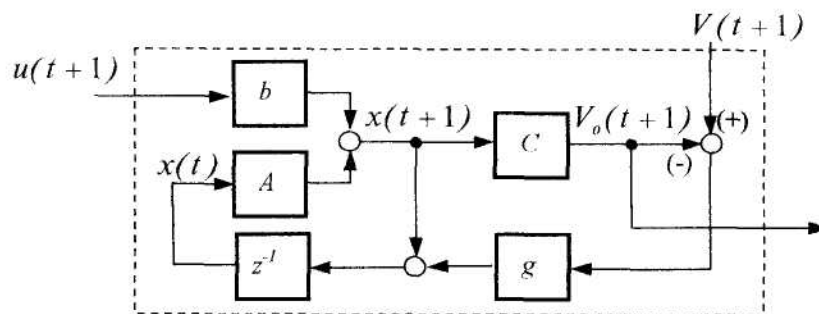 V(t+1)
u(t+1)
b
x(t+1)
C
V_o(t+1)
(+)
(-)
x(t)
A
z^{-1}
g